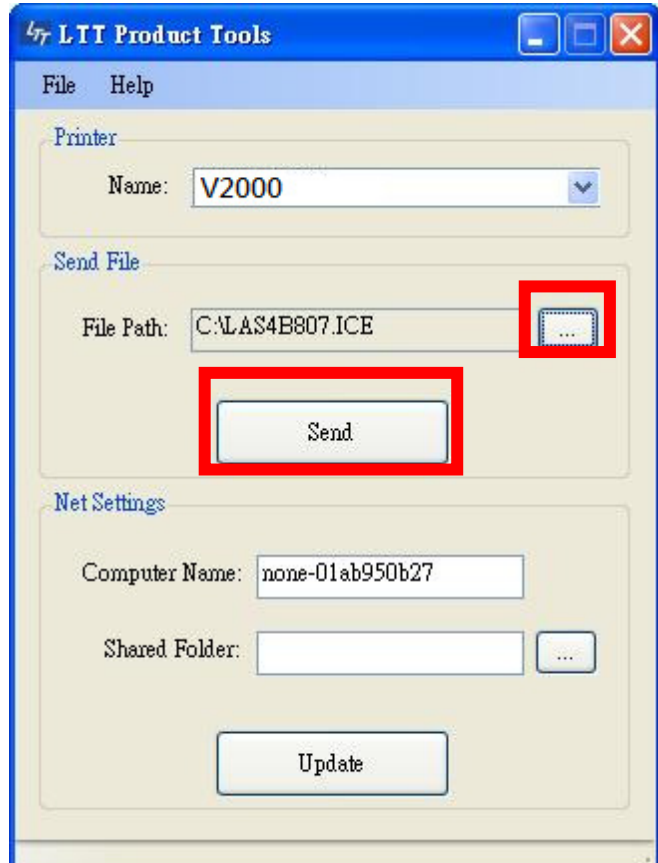 LTT LTT Product Tools
File Help
Printer
Name: V2000
Send File
File Path: C:\LAS4B807.ICE ...
Send
Net Settings
Computer Name: none-01ab950b27
Shared Folder: ...
Update